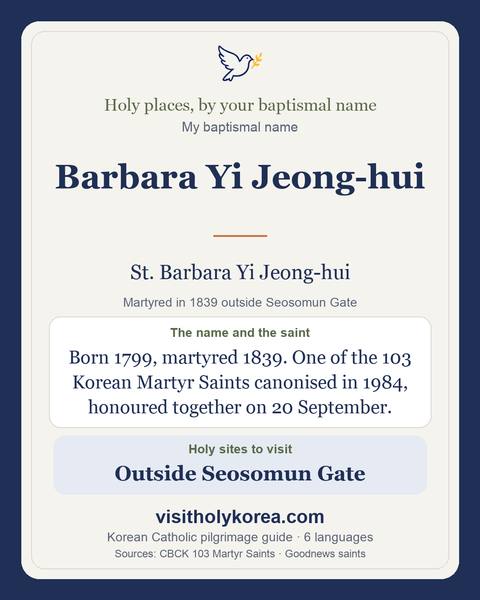 Holy places, by your baptismal name
My baptismal name
Barbara Yi Jeong-hui
St. Barbara Yi Jeong-hui
Martyred in 1839 outside Seosomun Gate
The name and the saint
Born 1799, martyred 1839. One of the 103
Korean Martyr Saints canonised in 1984,
honoured together on 20 September.
Holy sites to visit
Outside Seosomun Gate
visitholykorea.com
Korean Catholic pilgrimage guide · 6 languages
Sources: CBCK 103 Martyr Saints · Goodnews saints